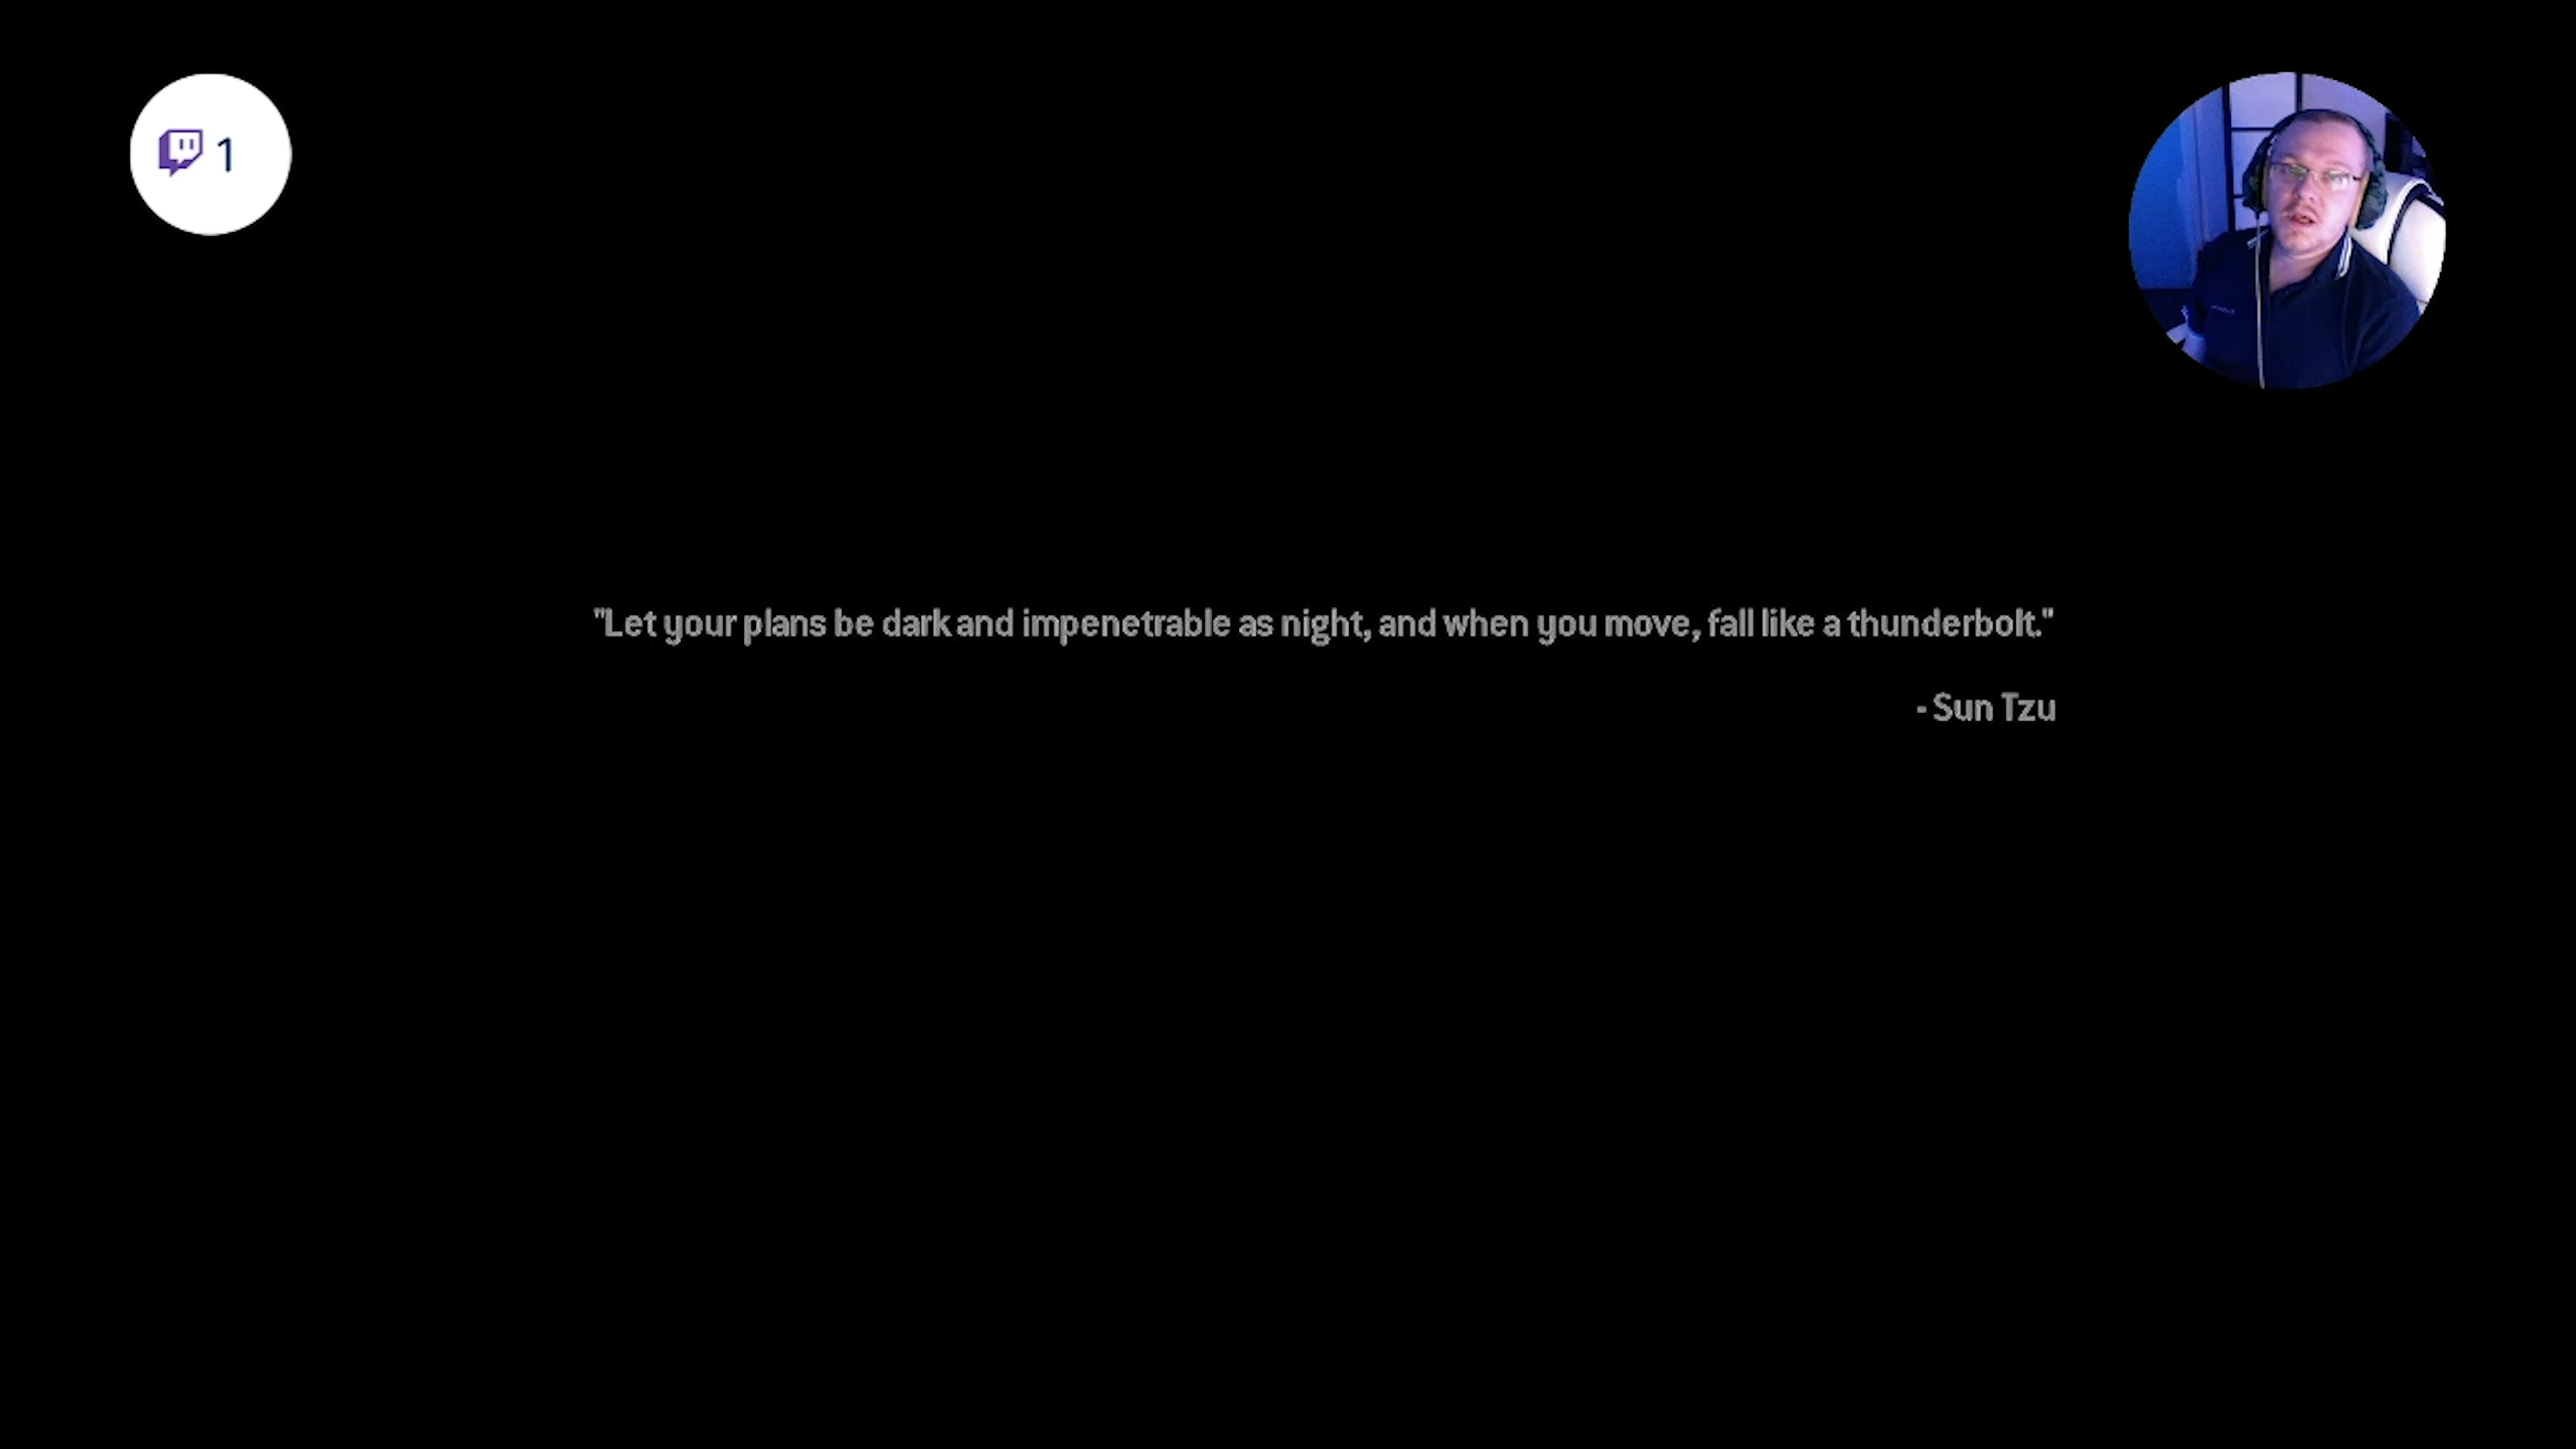 1
"Let your plans be dark and impenetrable as night, and when you move, fall like a thunderbolt."
- Sun Tzu